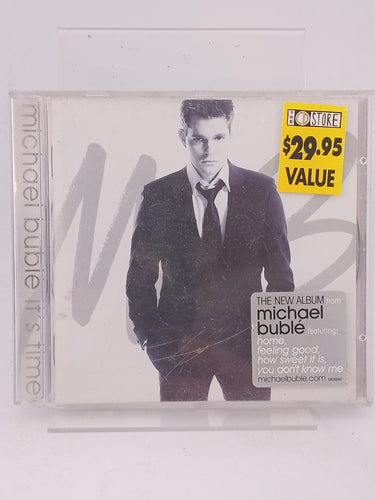 michael buble it's time
MB
THE CD STORE
$29.95
VALUE
THE NEW ALBUM from
michael
bublé featuring:
home,
feeling good,
how sweet it is,
you don't know me
michaelbuble.com